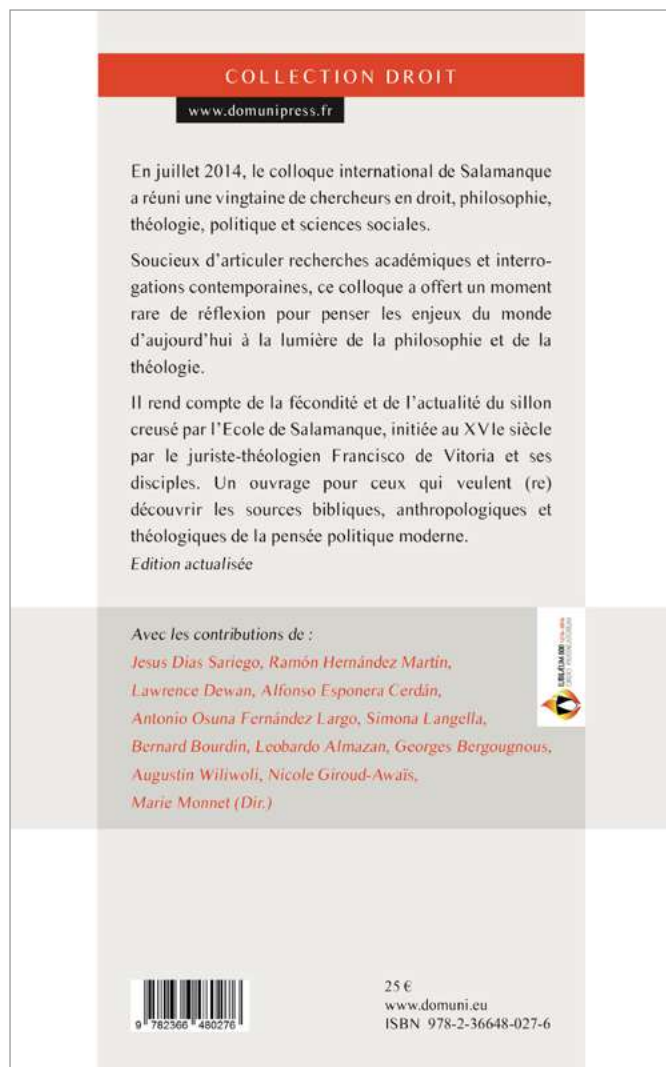 COLLECTION DROIT
www.domunipress.fr
En juillet 2014, le colloque international de Salamanque
a réuni une vingtaine de chercheurs en droit, philosophie,
théologie, politique et sciences sociales.
Soucieux d'articuler recherches académiques et interro-
gations contemporaines, ce colloque a offert un moment
rare de réflexion pour penser les enjeux du monde
d'aujourd'hui à la lumière de la philosophie et de la
théologie.
Il rend compte de la fécondité et de l'actualité du sillon
creusé par l'Ecole de Salamanque, initiée au XVIe siècle
par le juriste-théologien Francisco de Vitoria et ses
disciples. Un ouvrage pour ceux qui veulent (re)
découvrir les sources bibliques, anthropologiques et
théologiques de la pensée politique moderne.
Edition actualisée
Avec les contributions de :
Jesus Dias Sariego, Ramón Hernández Martín,
Lawrence Dewan, Alfonso Esponera Cerdán,
Antonio Osuna Fernández Largo, Simona Langella,
Bernard Bourdin, Leobardo Almazan, Georges Bergougnous,
Augustin Wiliwoli, Nicole Giroud-Awaïs,
Marie Monnet (Dir.)
9 782366 480276
25 €
www.domuni.eu
ISBN 978-2-36648-027-6